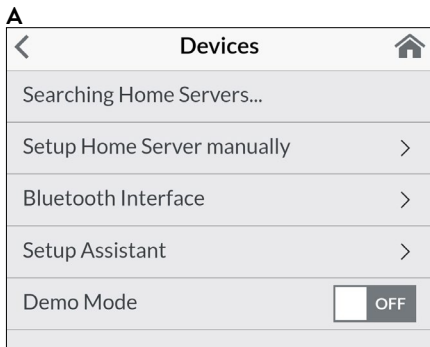 A
Devices
Searching Home Servers...
Setup Home Server manually
Bluetooth Interface
Setup Assistant
Demo Mode
OFF